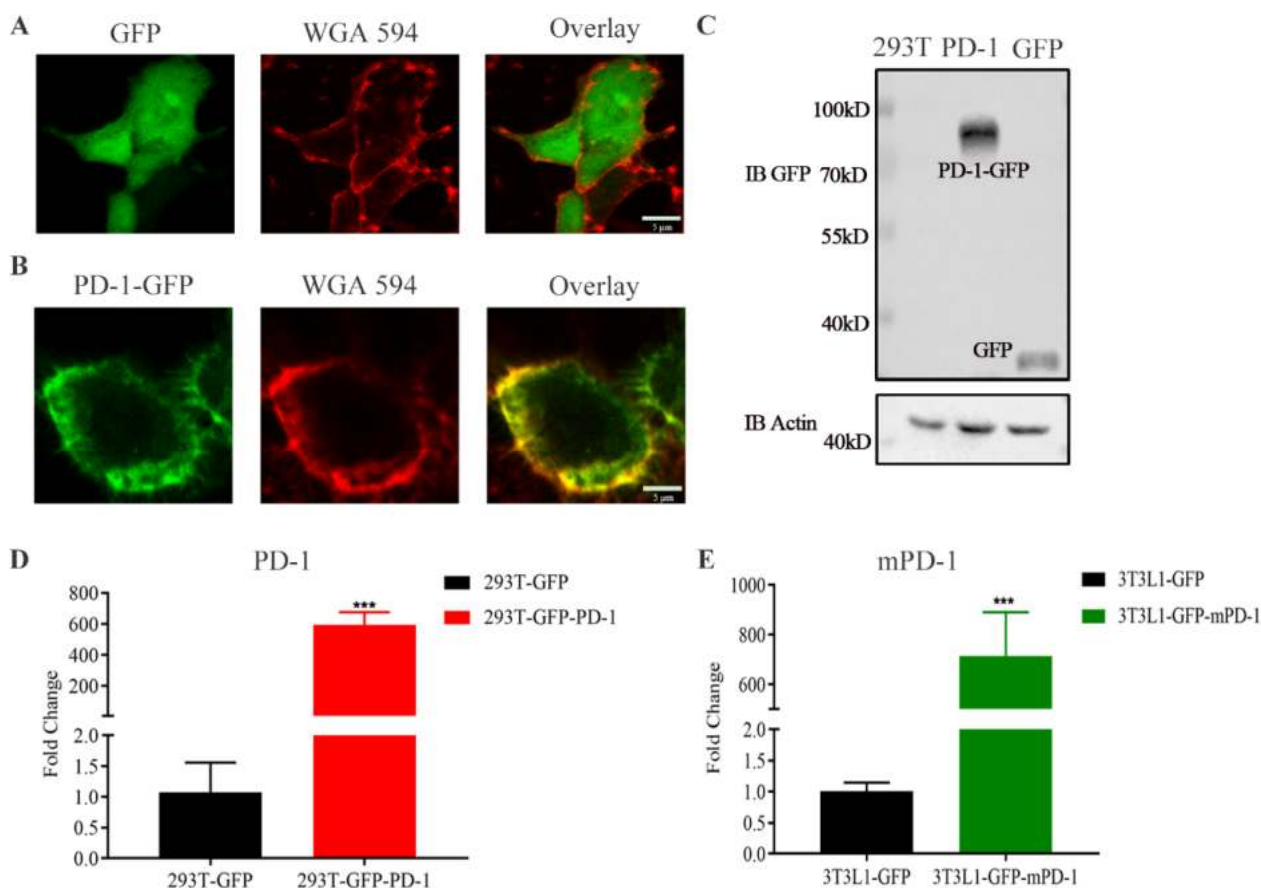 A
GFP
WGA 594
Overlay
5 μm
B
PD-1-GFP
WGA 594
Overlay
5 μm
C
293T PD-1 GFP
100kD
IB GFP
70kD
PD-1-GFP
55kD
40kD
GFP
IB Actin
40kD
D
PD-1
293T-GFP
293T-GFP-PD-1
Fold Change
800
600
400
200
2.0
1.5
1.0
0.5
0.0
***
293T-GFP
293T-GFP-PD-1
E
mPD-1
3T3L1-GFP
3T3L1-GFP-mPD-1
Fold Change
1000
800
600
2.0
1.5
1.0
0.5
0.0
***
3T3L1-GFP
3T3L1-GFP-mPD-1